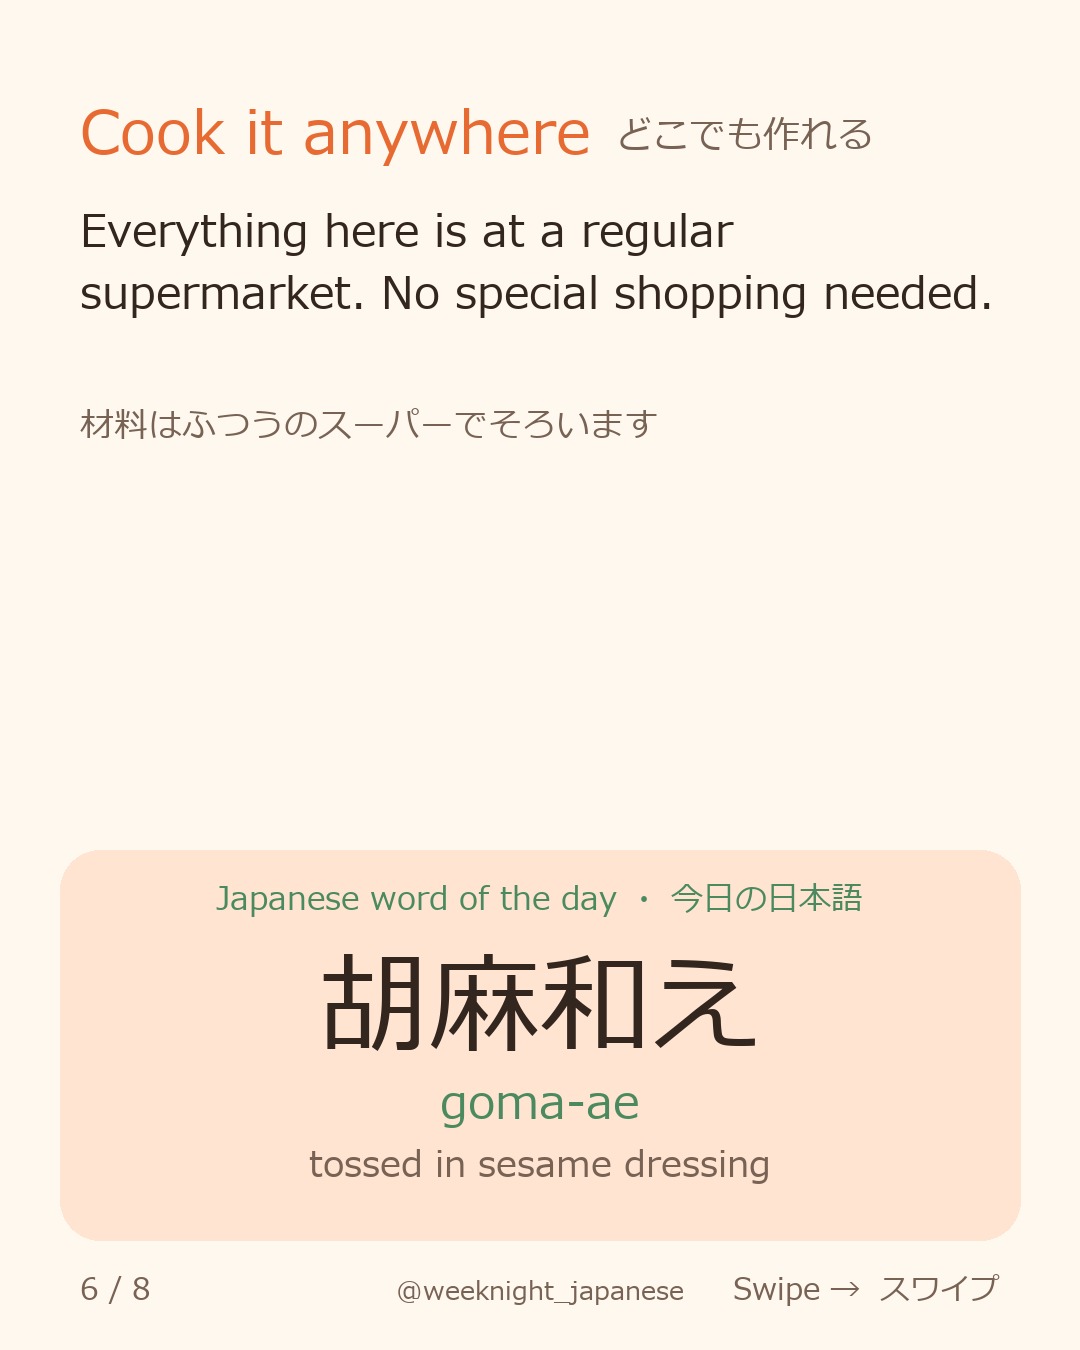 Cook it anywhere どこでも作れる
Everything here is at a regular
supermarket. No special shopping needed.
材料はふつうのスーパーでそろいます
Japanese word of the day ・ 今日の日本語
胡麻和え
goma-ae
tossed in sesame dressing
6 / 8 @weeknight_japanese Swipe → スワイプ